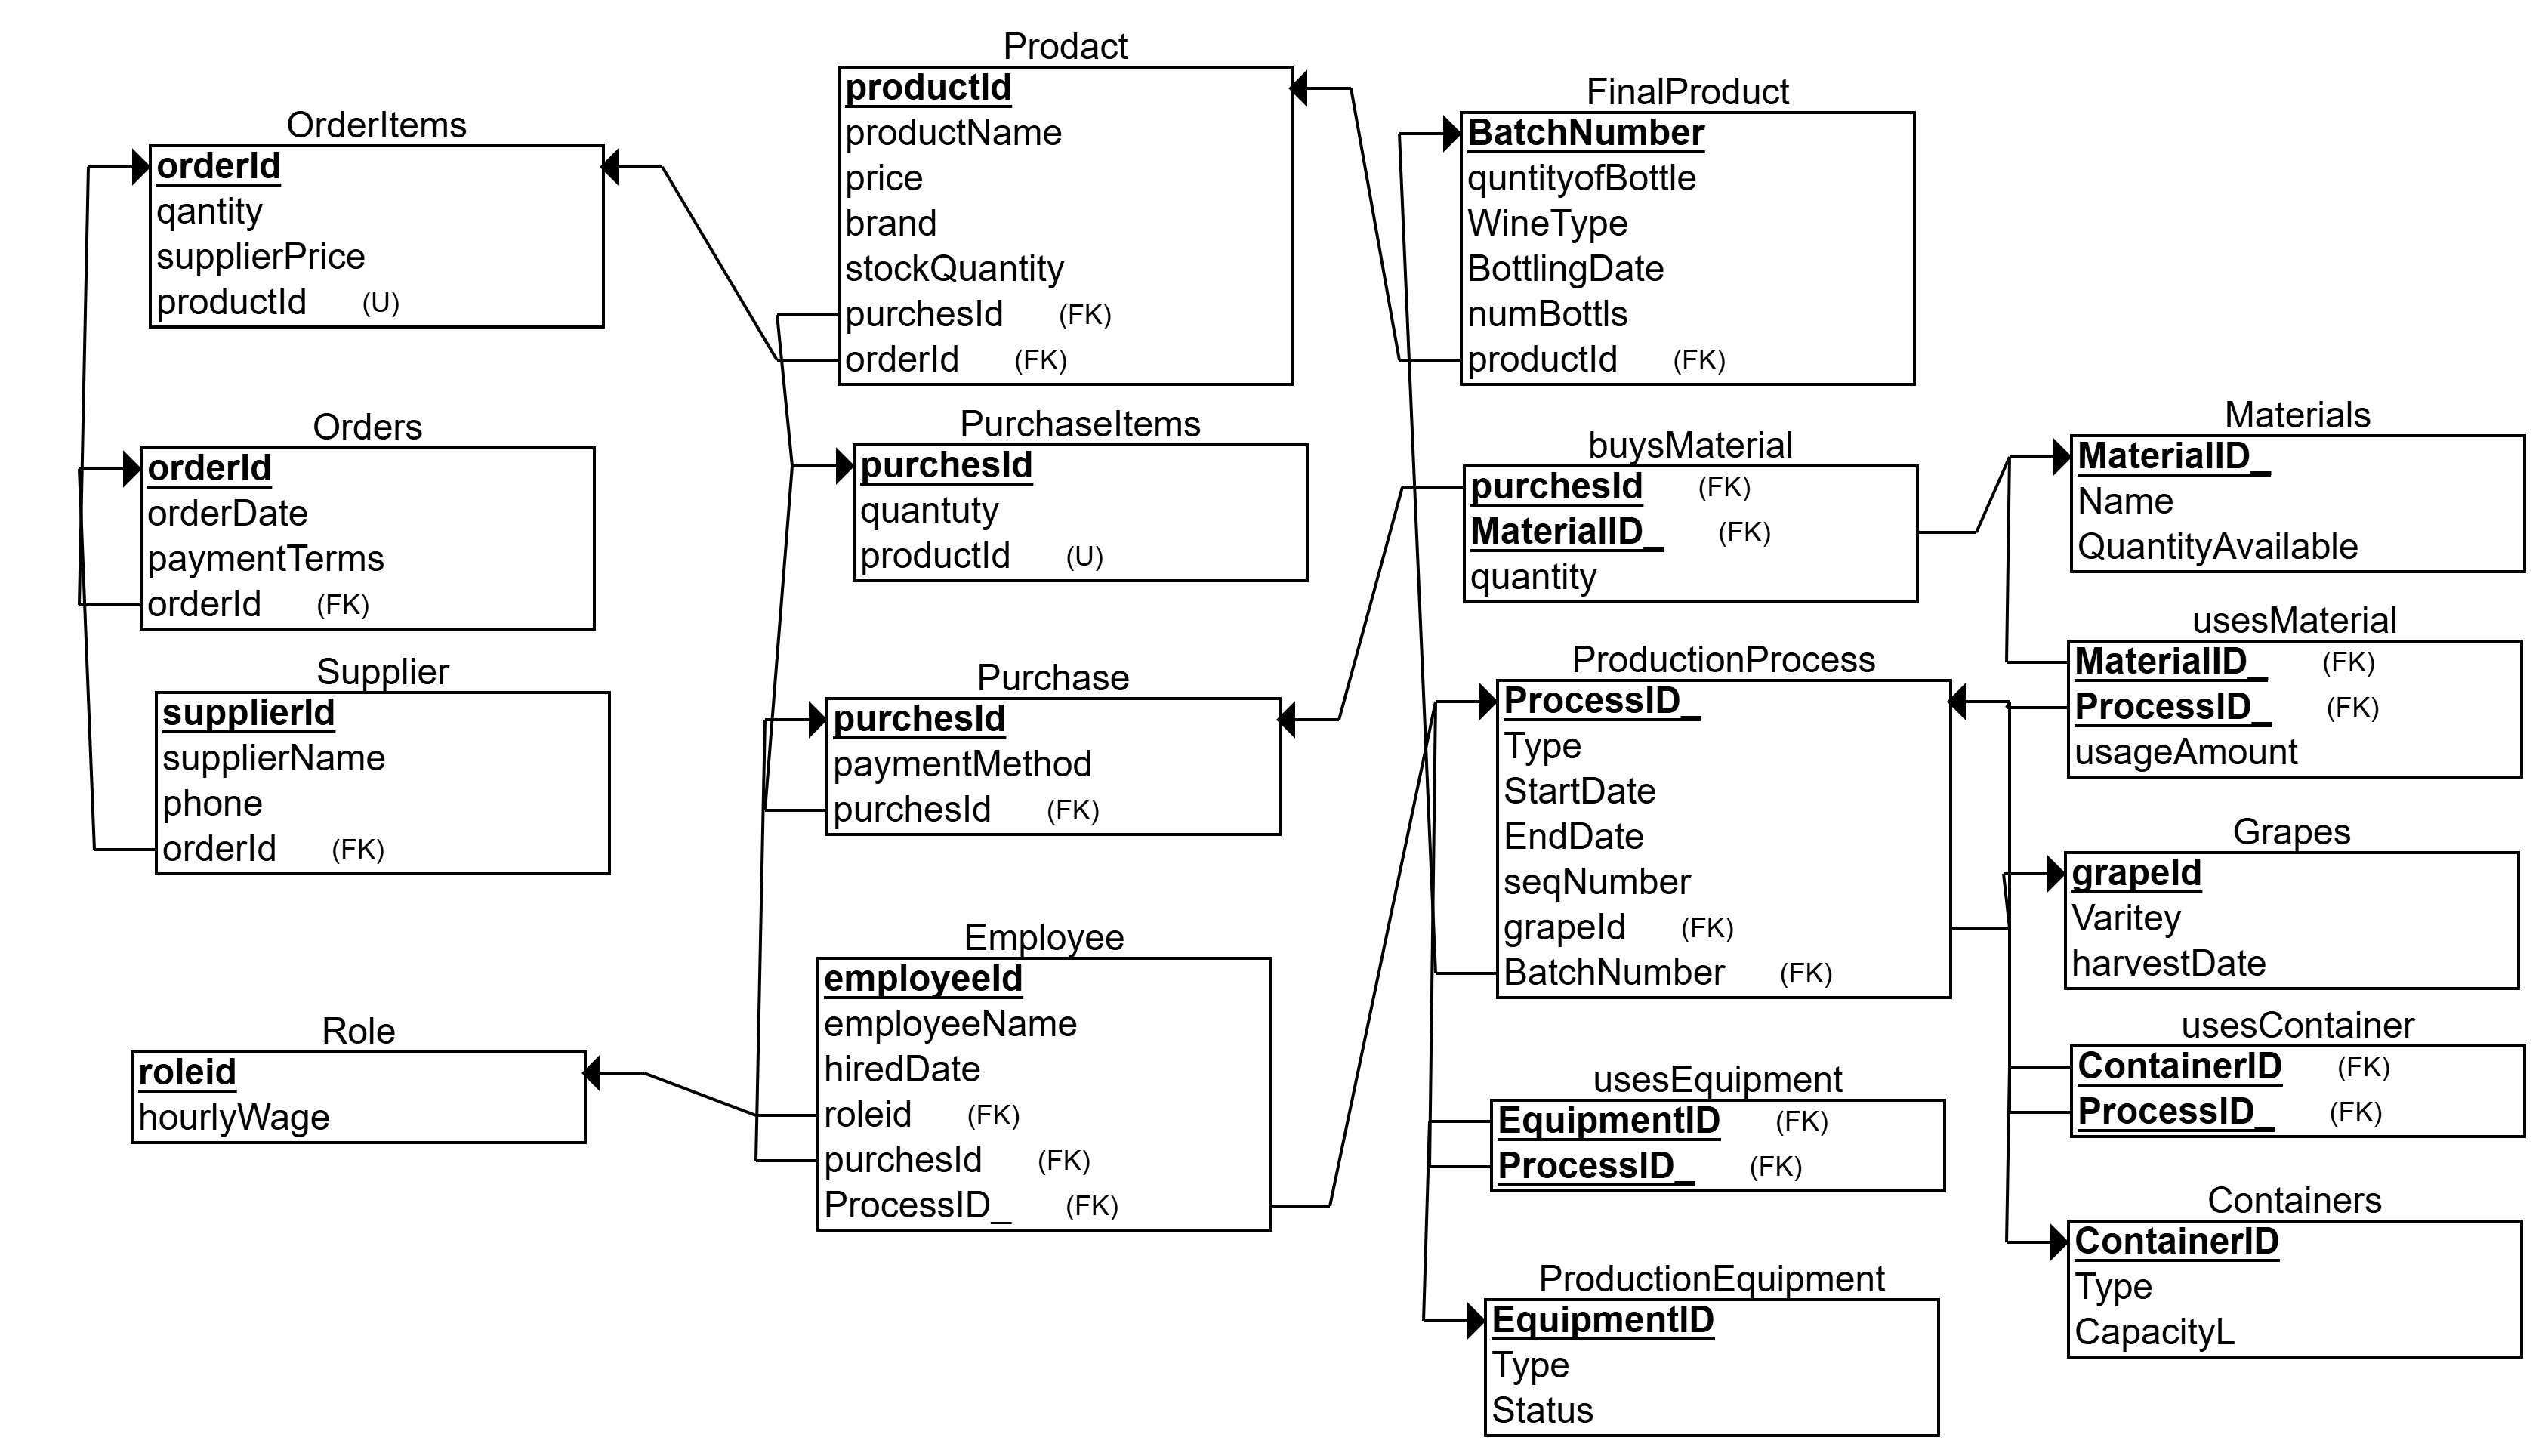 OrderItems
orderId
qantity
supplierPrice
productId (U)
Orders
orderId
orderDate
paymentTerms
orderId (FK)
Supplier
supplierId
supplierName
phone
orderId (FK)
Role
roleid
hourlyWage
Prodact
productId
productName
price
brand
stockQuantity
purchesId (FK)
orderId (FK)
PurchaseItems
purchesId
quantuty
productId (U)
Purchase
purchesId
paymentMethod
purchesId (FK)
Employee
employeeId
employeeName
hiredDate
roleid (FK)
purchesId (FK)
ProcessID_ (FK)
FinalProduct
BatchNumber
quntityofBottle
WineType
BottlingDate
numBottls
productId (FK)
buysMaterial
purchesId (FK)
MaterialID_ (FK)
quantity
ProductionProcess
ProcessID_
Type
StartDate
EndDate
seqNumber
grapeId (FK)
BatchNumber (FK)
usesEquipment
EquipmentID (FK)
ProcessID_ (FK)
ProductionEquipment
EquipmentID
Type
Status
Materials
MaterialID_
Name
QuantityAvailable
usesMaterial
MaterialID_ (FK)
ProcessID_ (FK)
usageAmount
Grapes
grapeId
Varitey
harvestDate
usesContainer
ContainerID (FK)
ProcessID_ (FK)
Containers
ContainerID
Type
CapacityL